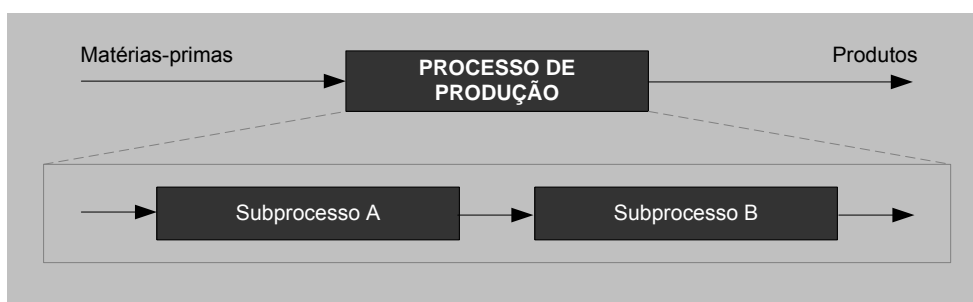 Matérias-primas
PROCESSO DE
PRODUÇÃO
Produtos
Subprocesso A
Subprocesso B